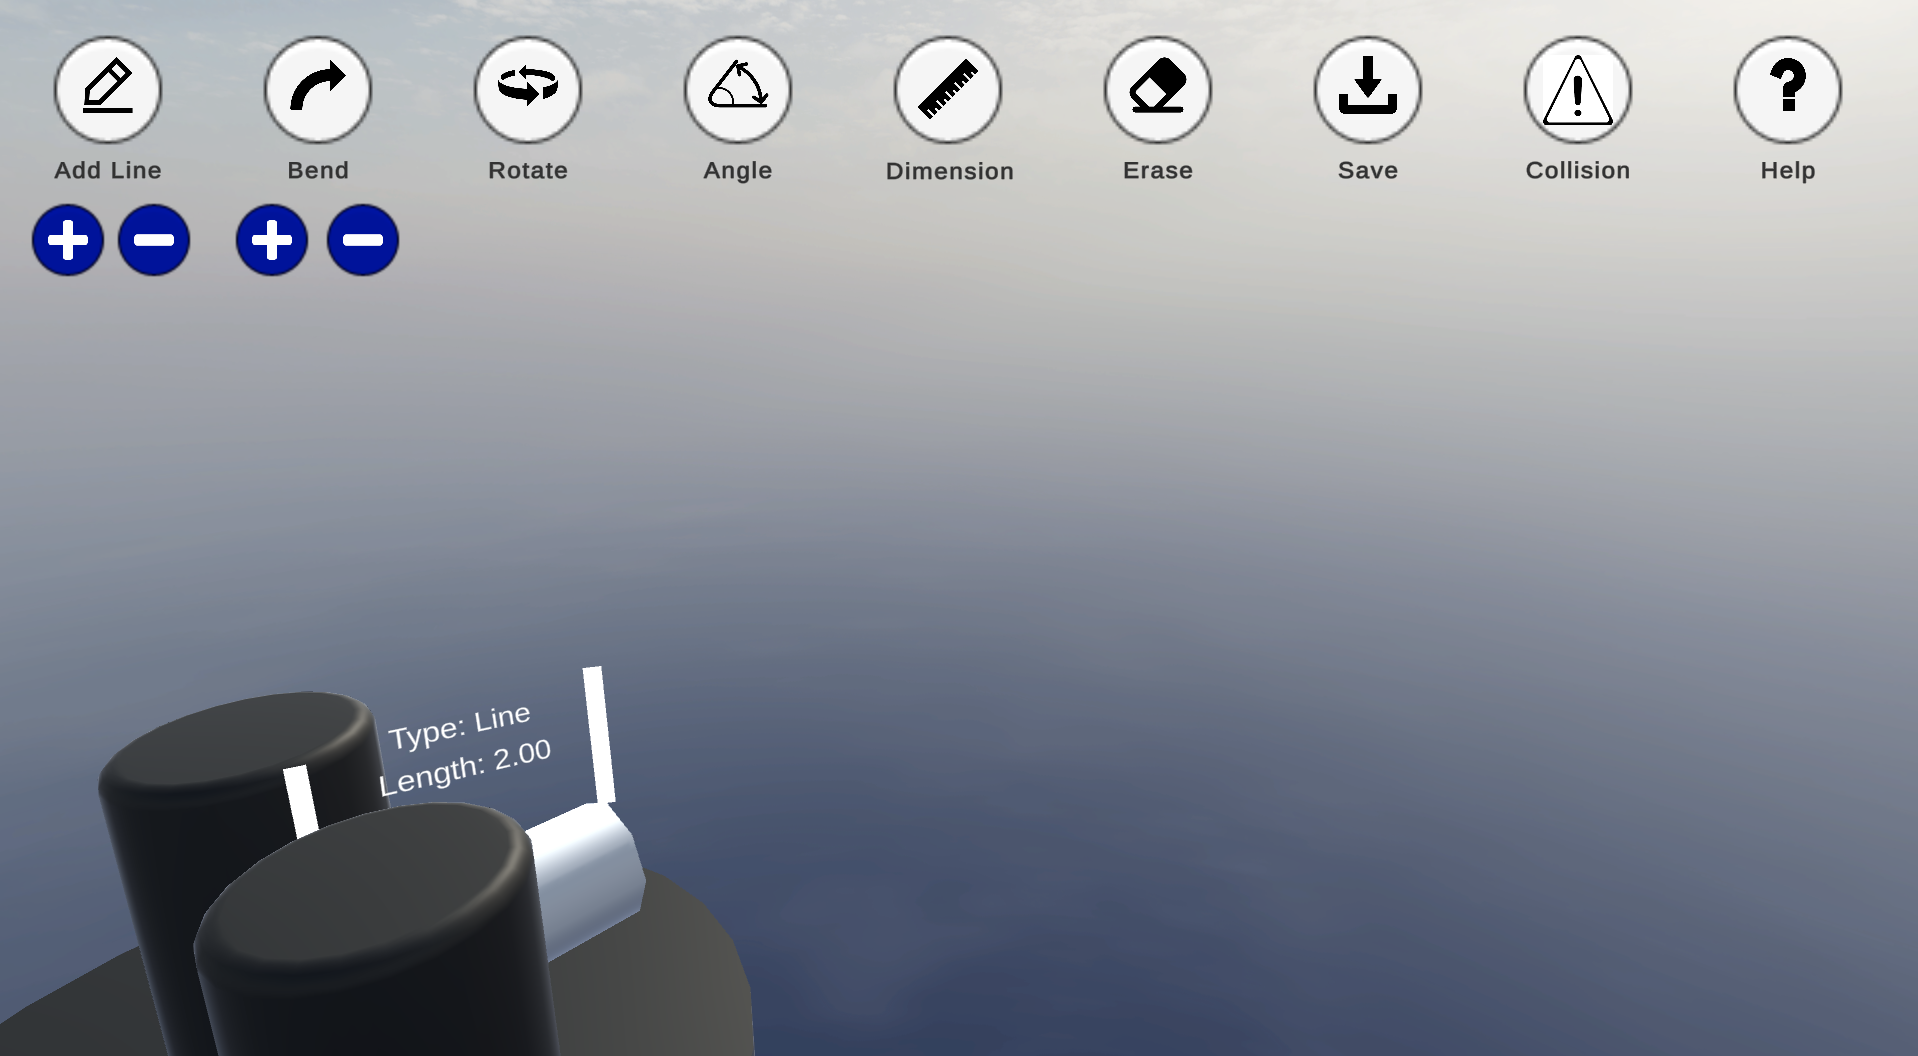 Add Line
Bend
Rotate
Angle
Dimension
Erase
Save
Collision
Help
Type: Line
Length: 2.00